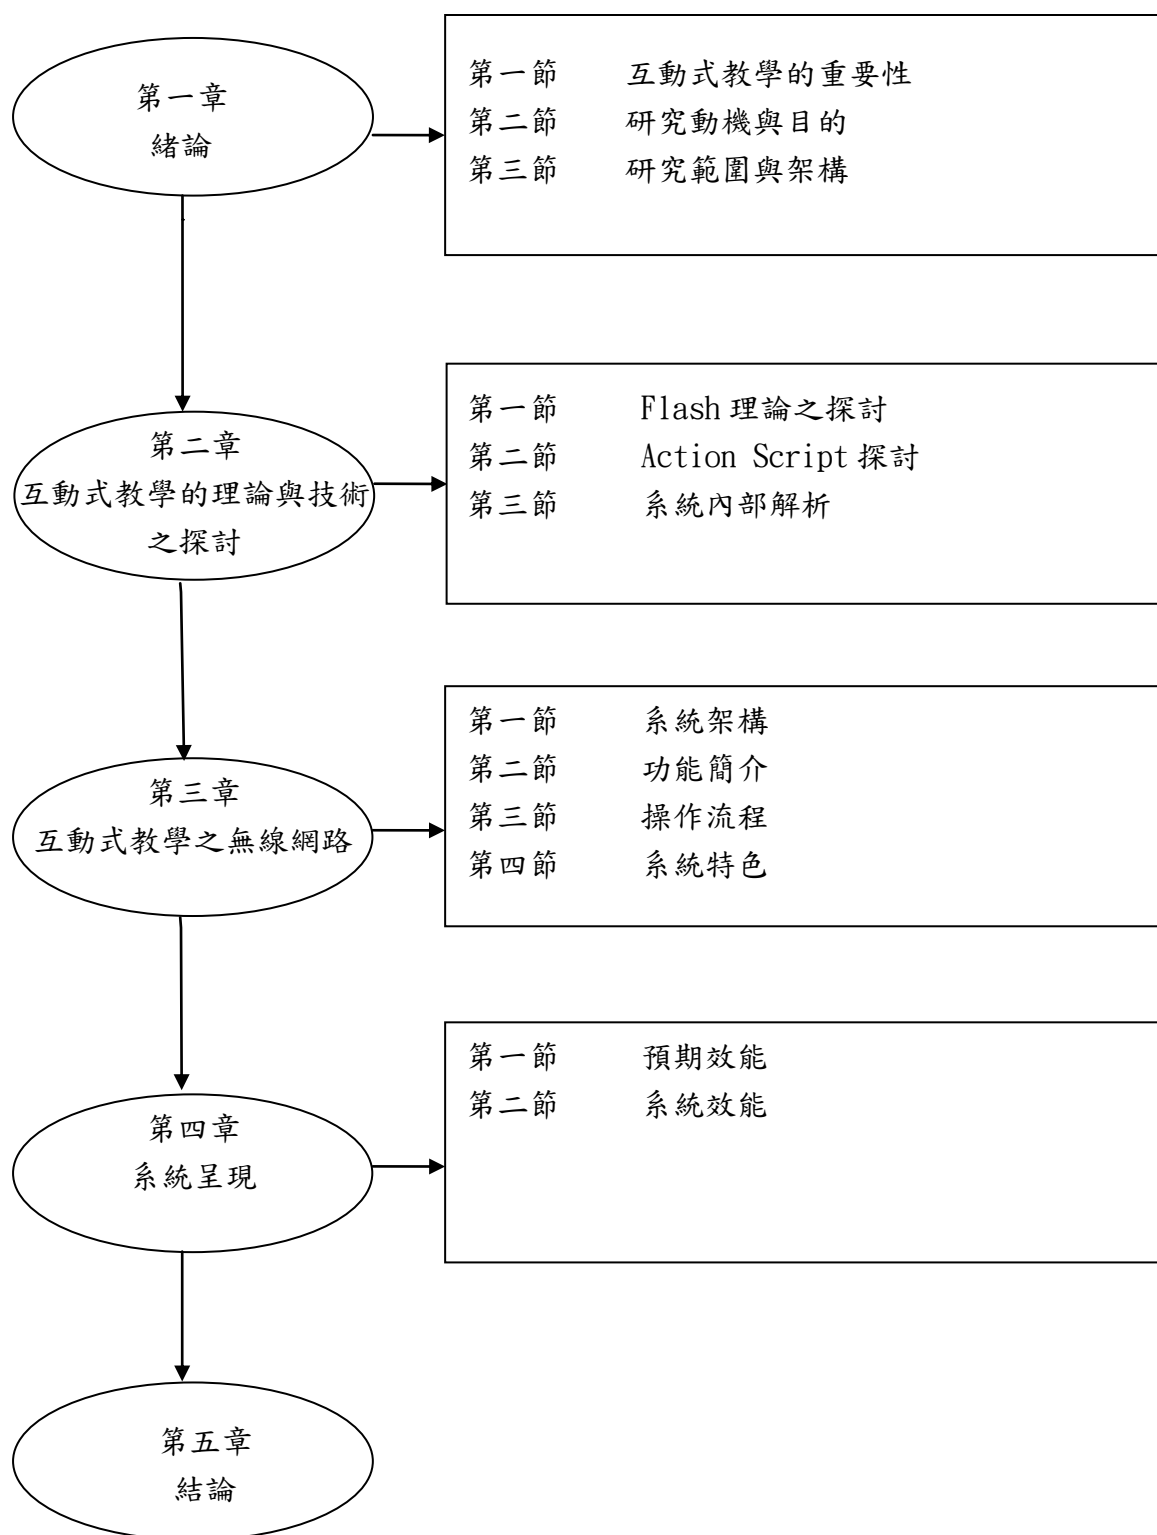 第一章
緒論
第一節 互動式教學的重要性
第二節 研究動機與目的
第三節 研究範圍與架構
第二章
互動式教學的理論與技術
之探討
第一節 Flash 理論之探討
第二節 Action Script 探討
第三節 系統內部解析
第三章
互動式教學之無線網路
第一節 系統架構
第二節 功能簡介
第三節 操作流程
第四節 系統特色
第四章
系統呈現
第一節 預期效能
第二節 系統效能
第五章
結論